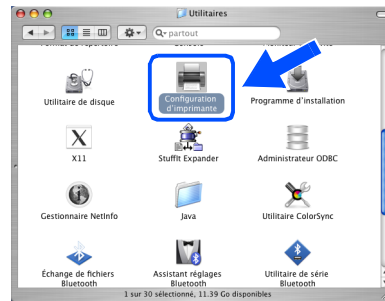 Utilitaires
partout
Utilitaire de disque
Configuration
d'imprimante
Programme d'installation
X11
StuffIt Expander
Administrateur ODBC
Gestionnaire NetInfo
Java
Utilitaire ColorSync
Échange de fichiers
Bluetooth
Assistant réglages
Bluetooth
Utilitaire de série
Bluetooth
1 sur 30 sélectionné, 11.39 Go disponibles